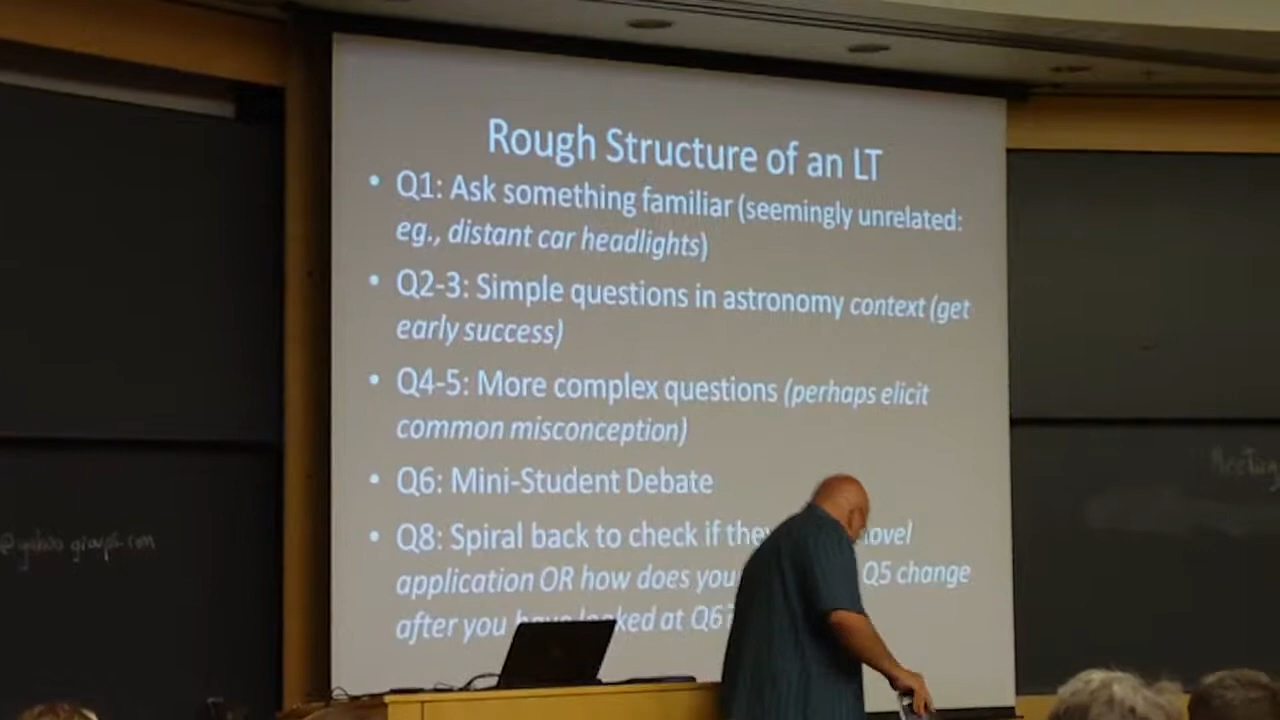 Rough Structure of an LT
• Q1: Ask something familiar (seemingly unrelated:
eg., distant car headlights)
• Q2-3: Simple questions in astronomy context (get
early success)
• Q4-5: More complex questions (perhaps elicit
common misconception)
• Q6: Mini-Student Debate
• Q8: Spiral back to check if they
application OR how does you Q5 change
after you have looked at Q6?